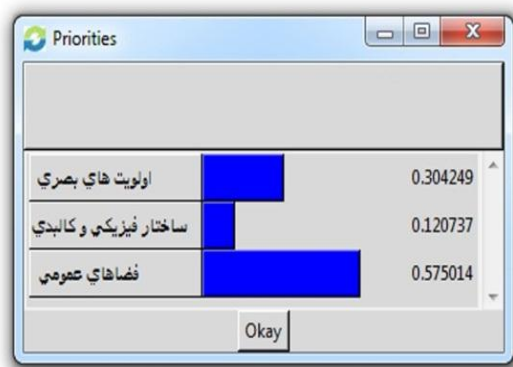 Priorities
اولويت هاي بصري 0.304249
ساختار فيزيكي و كالبدي 0.120737
فضاهاي عمومي 0.575014
Okay